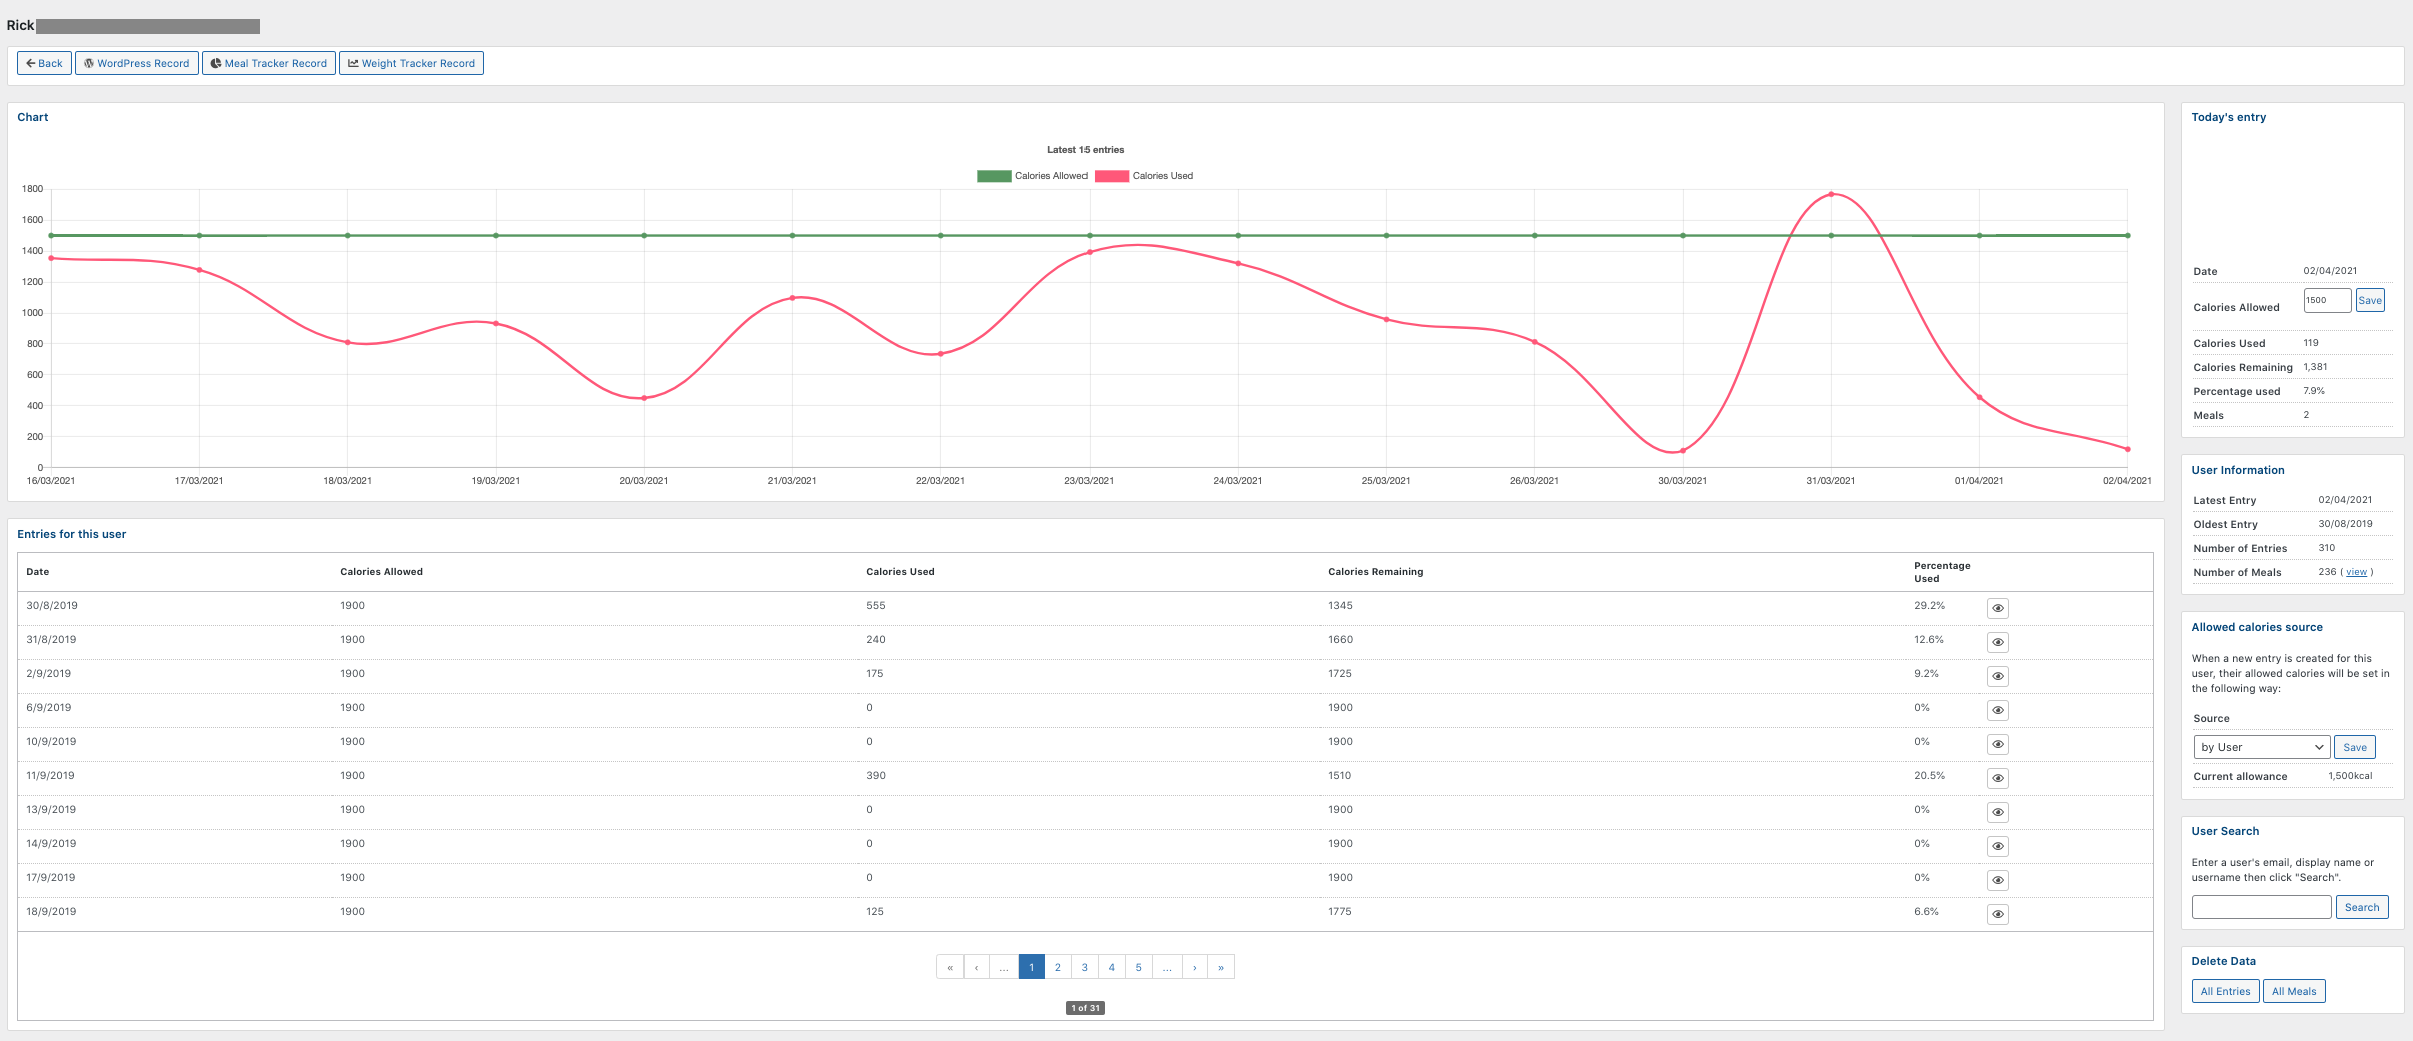 Rick
Back WordPress Record Meal Tracker Record Weight Tracker Record
Chart
Latest 15 entries
Calories Allowed Calories Used
1800
1600
1400
1200
1000
800
600
400
200
0
16/03/2021 17/03/2021 18/03/2021 19/03/2021 20/03/2021 21/03/2021 22/03/2021 23/03/2021 24/03/2021 25/03/2021 26/03/2021 30/03/2021 31/03/2021 01/04/2021 02/04/2021
Entries for this user
Date Calories Allowed Calories Used Calories Remaining Percentage Used
30/8/2019 1900 555 1345 29.2%
31/8/2019 1900 240 1660 12.6%
2/9/2019 1900 175 1725 9.2%
6/9/2019 1900 0 1900 0%
10/9/2019 1900 0 1900 0%
11/9/2019 1900 390 1510 20.5%
13/9/2019 1900 0 1900 0%
14/9/2019 1900 0 1900 0%
17/9/2019 1900 0 1900 0%
18/9/2019 1900 125 1775 6.6%
« ‹ ... 1 2 3 4 5 ... › »
1 of 31
Today's entry
Date 02/04/2021
Calories Allowed 1500 Save
Calories Used 119
Calories Remaining 1,381
Percentage used 7.9%
Meals 2
User Information
Latest Entry 02/04/2021
Oldest Entry 30/08/2019
Number of Entries 310
Number of Meals 236 ( view )
Allowed calories source
When a new entry is created for this
user, their allowed calories will be set in
the following way:
Source
by User Save
Current allowance 1,500kcal
User Search
Enter a user's email, display name or
username then click "Search".
Search
Delete Data
All Entries All Meals